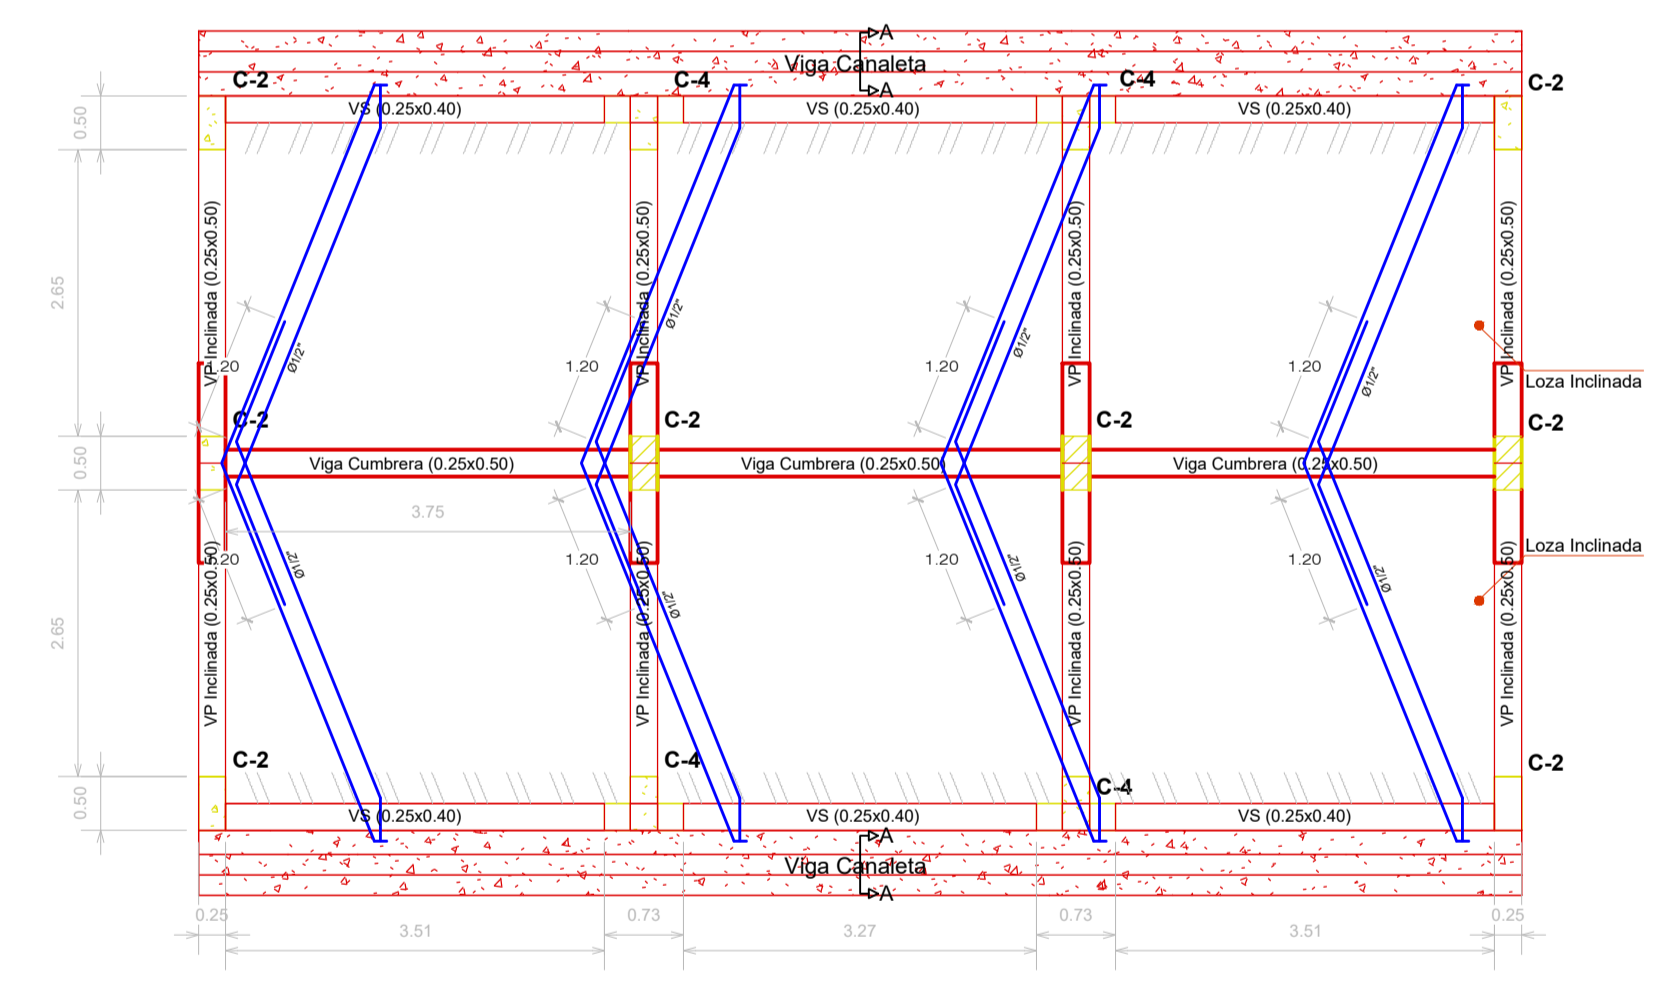 A
Viga Canaleta
A
C-2
C-4
C-4
C-2
VS (0.25x0.40)
VS (0.25x0.40)
VS (0.25x0.40)
0.50
2.65
VP Inclinada (0.25x0.50)
VP Inclinada (0.25x0.50)
VP Inclinada (0.25x0.50)
VP Inclinada (0.25x0.50)
Ø1/2"
Ø1/2"
Ø1/2"
Ø1/2"
1.20
1.20
1.20
1.20
Loza Inclinada
C-2
C-2
C-2
C-2
0.50
Viga Cumbrera (0.25x0.50)
Viga Cumbrera (0.25x0.50)
Viga Cumbrera (0.25x0.50)
3.75
Loza Inclinada
1.20
1.20
1.20
1.20
Ø1/2"
Ø1/2"
Ø1/2"
Ø1/2"
2.65
VP Inclinada (0.25x0.50)
VP Inclinada (0.25x0.50)
VP Inclinada (0.25x0.50)
VP Inclinada (0.25x0.50)
C-2
C-4
C-4
C-2
0.50
VS (0.25x0.40)
VS (0.25x0.40)
VS (0.25x0.40)
A
Viga Canaleta
A
0.25
0.73
0.73
0.25
3.51
3.27
3.51